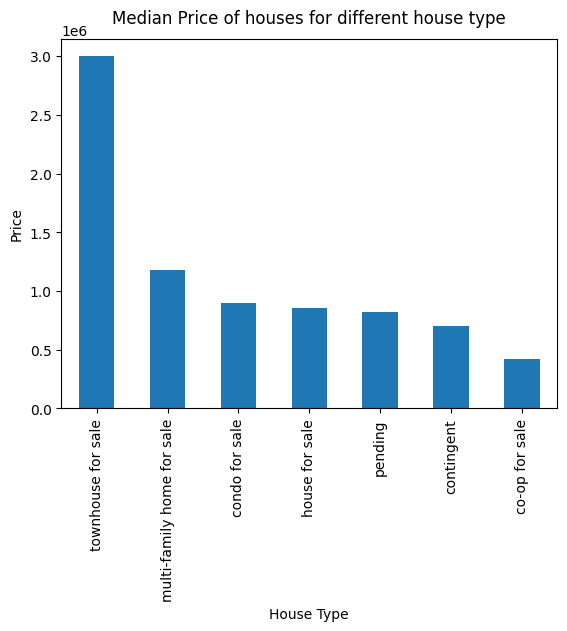 Median Price of houses for different house type
1e6
3.0
2.5
2.0
1.5
1.0
0.5
0.0
Price
townhouse for sale
multi-family home for sale
condo for sale
house for sale
pending
contingent
co-op for sale
House Type